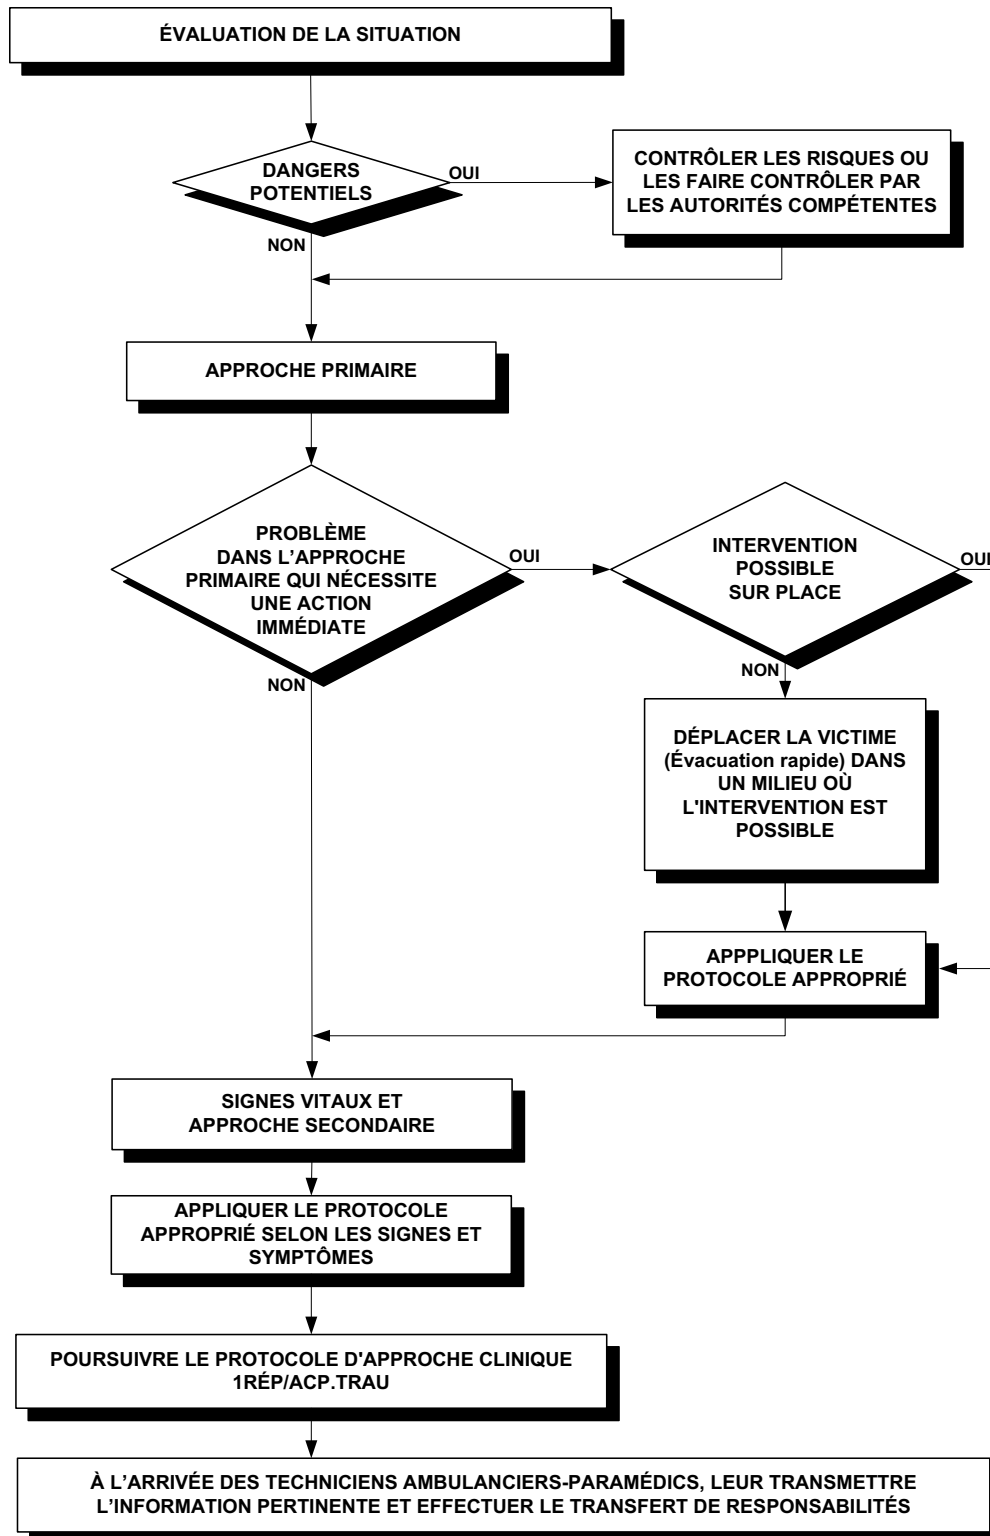 ÉVALUATION DE LA SITUATION
DANGERS
POTENTIELS
OUI
CONTRÔLER LES RISQUES OU
LES FAIRE CONTRÔLER PAR
LES AUTORITÉS COMPÉTENTES
NON
APPROCHE PRIMAIRE
PROBLÈME
DANS L'APPROCHE
PRIMAIRE QUI NÉCESSITE
UNE ACTION
IMMÉDIATE
OUI
INTERVENTION
POSSIBLE
SUR PLACE
OUI
NON
NON
DÉPLACER LA VICTIME
(Évacuation rapide) DANS
UN MILIEU OÙ
L'INTERVENTION EST
POSSIBLE
APPPLIQUER LE
PROTOCOLE APPROPRIÉ
SIGNES VITAUX ET
APPROCHE SECONDAIRE
APPLIQUER LE PROTOCOLE
APPROPRIÉ SELON LES SIGNES ET
SYMPTÔMES
POURSUIVRE LE PROTOCOLE D'APPROCHE CLINIQUE
1RÉP/ACP.TRAU
À L'ARRIVÉE DES TECHNICIENS AMBULANCIERS-PARAMÉDICS, LEUR TRANSMETTRE
L'INFORMATION PERTINENTE ET EFFECTUER LE TRANSFERT DE RESPONSABILITÉS